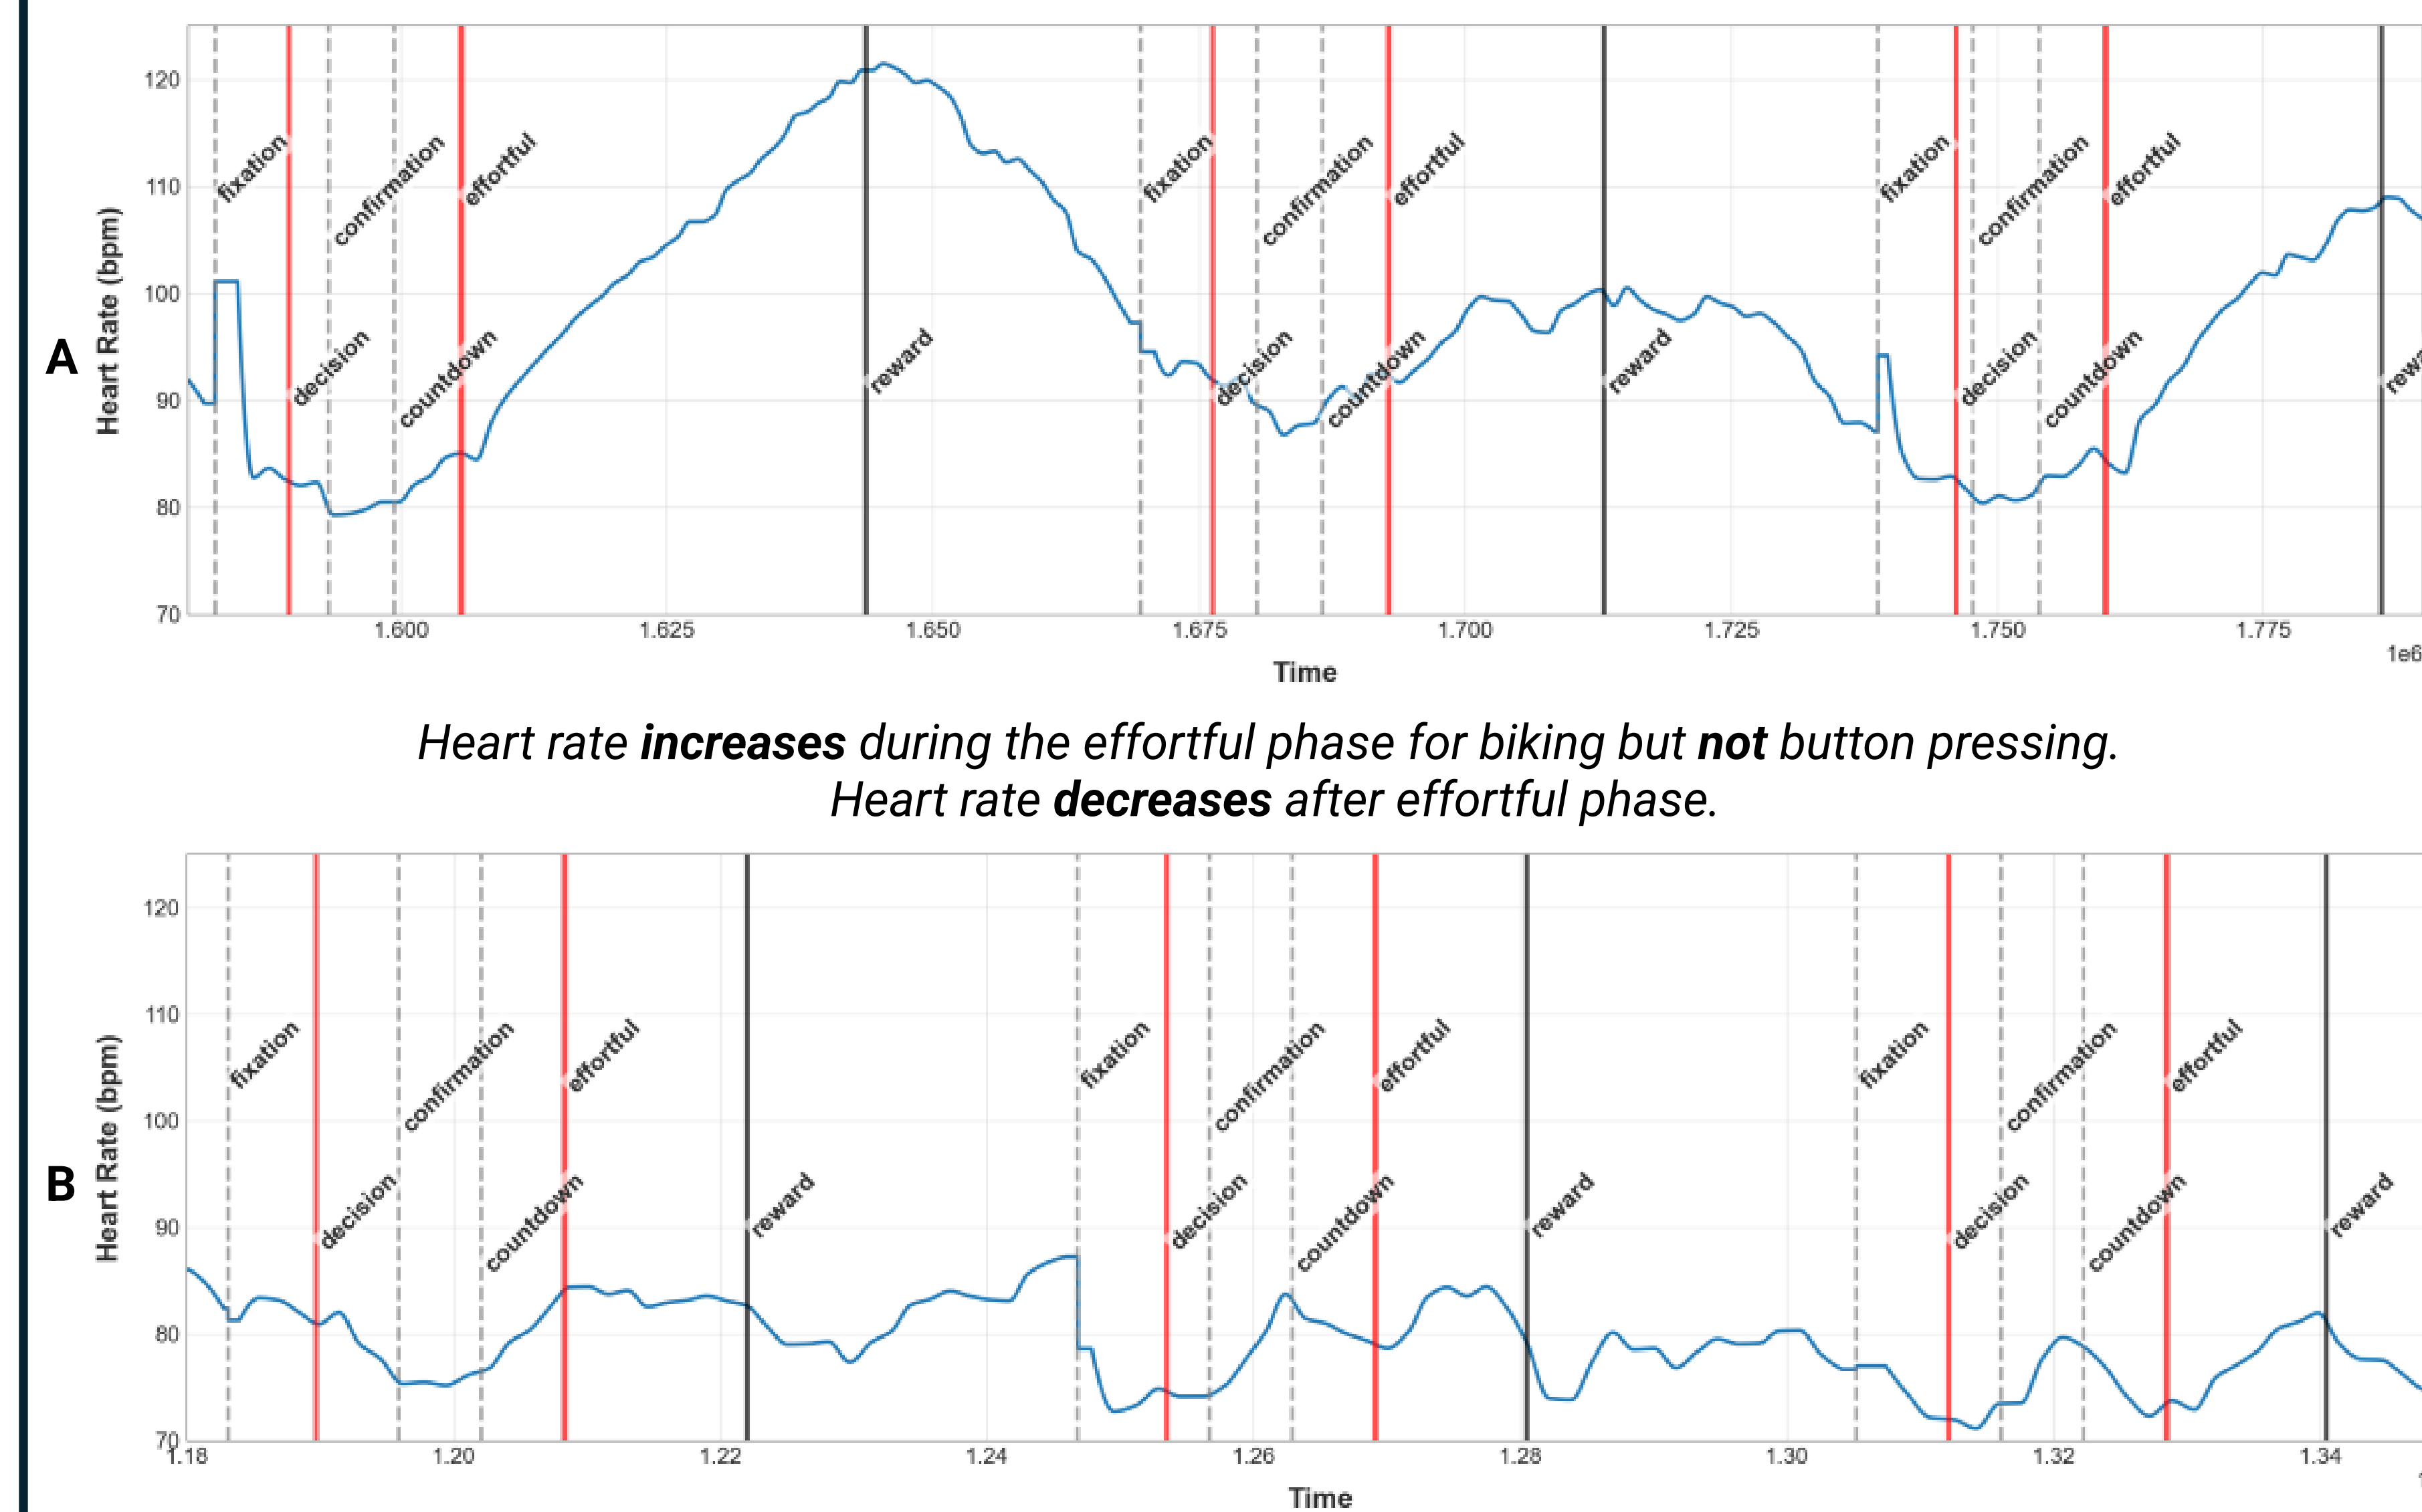 A
Heart Rate (bpm)
120
110
100
90
80
70
fixation
decision
confirmation
countdown
effortful
reward
fixation
decision
confirmation
countdown
effortful
reward
fixation
decision
confirmation
countdown
effortful
rewa
1.600
1.625
1.650
1.675
1.700
1.725
1.750
1.775
1e6
Time
Heart rate increases during the effortful phase for biking but not button pressing.
Heart rate decreases after effortful phase.
B
Heart Rate (bpm)
120
110
100
90
80
70
fixation
decision
confirmation
countdown
effortful
reward
fixation
decision
confirmation
countdown
effortful
reward
fixation
decision
confirmation
countdown
effortful
reward
1.18
1.20
1.22
1.24
1.26
1.28
1.30
1.32
1.34
Time